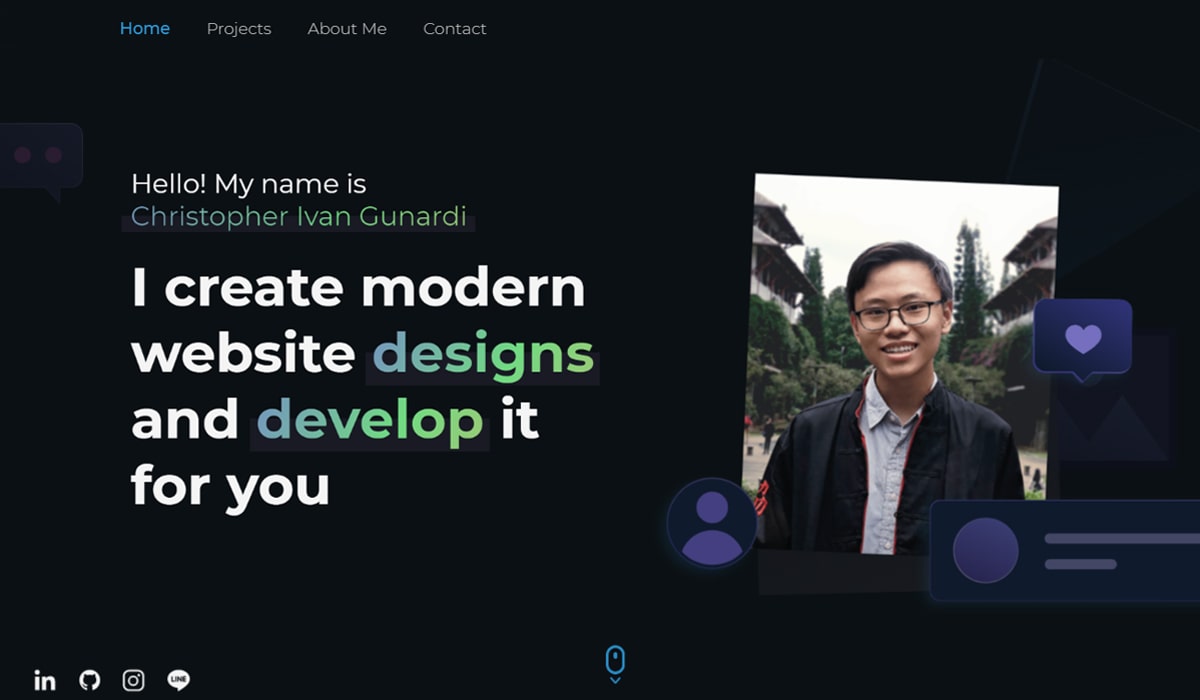 Home Projects About Me Contact
Hello! My name is
Christopher Ivan Gunardi
I create modern
website designs
and develop it
for you
in
LINE